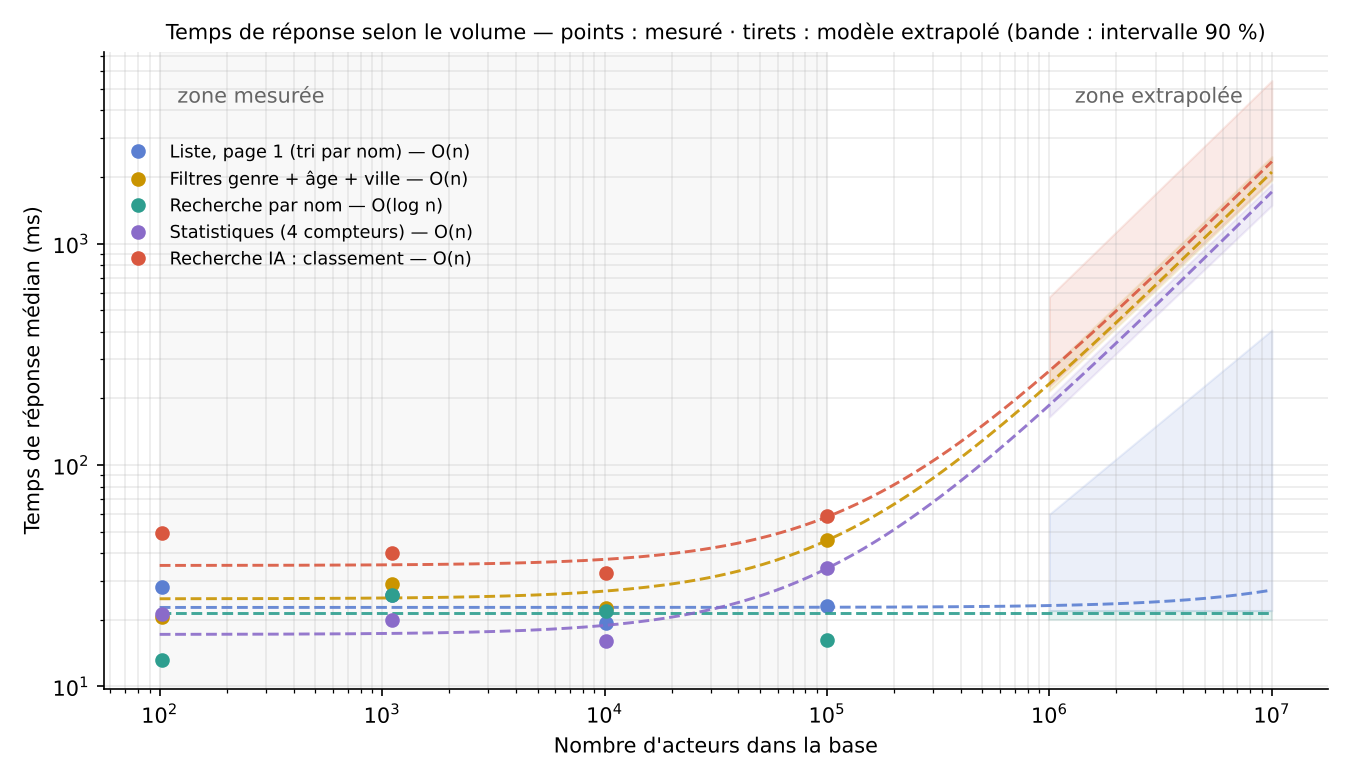 Temps de réponse selon le volume — points : mesuré · tirets : modèle extrapolé (bande : intervalle 90 %)
zone mesurée
zone extrapolée
Liste, page 1 (tri par nom) — O(n)
Filtres genre + âge + ville — O(n)
Recherche par nom — O(log n)
Statistiques (4 compteurs) — O(n)
Recherche IA : classement — O(n)
Temps de réponse médian (ms)
10³
10²
10¹
10² 10³ 10⁴ 10⁵ 10⁶ 10⁷
Nombre d'acteurs dans la base